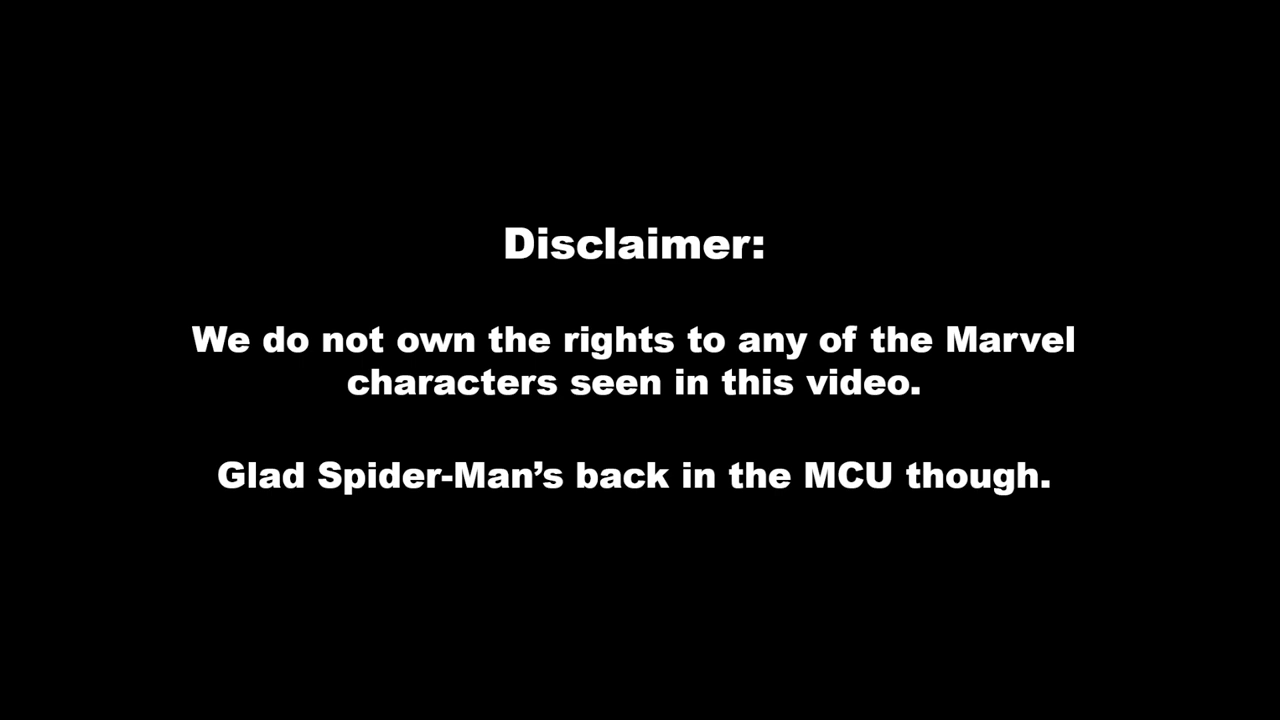 Disclaimer:
We do not own the rights to any of the Marvel
characters seen in this video.
Glad Spider-Man’s back in the MCU though.